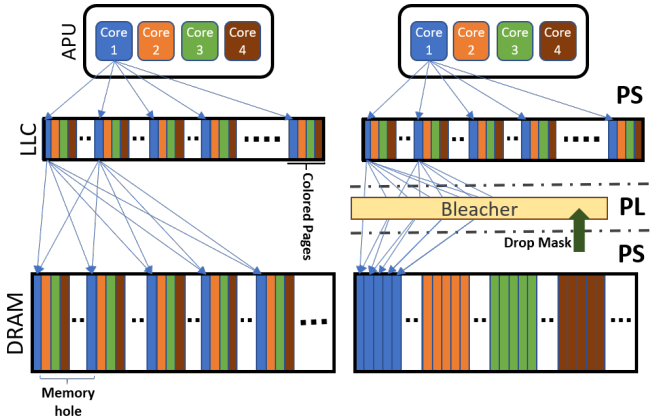 APU
Core
1
Core
2
Core
3
Core
4
Core
1
Core
2
Core
3
Core
4
PS
LLC
Colored Pages
Bleacher
PL
Drop Mask
PS
DRAM
Memory
hole